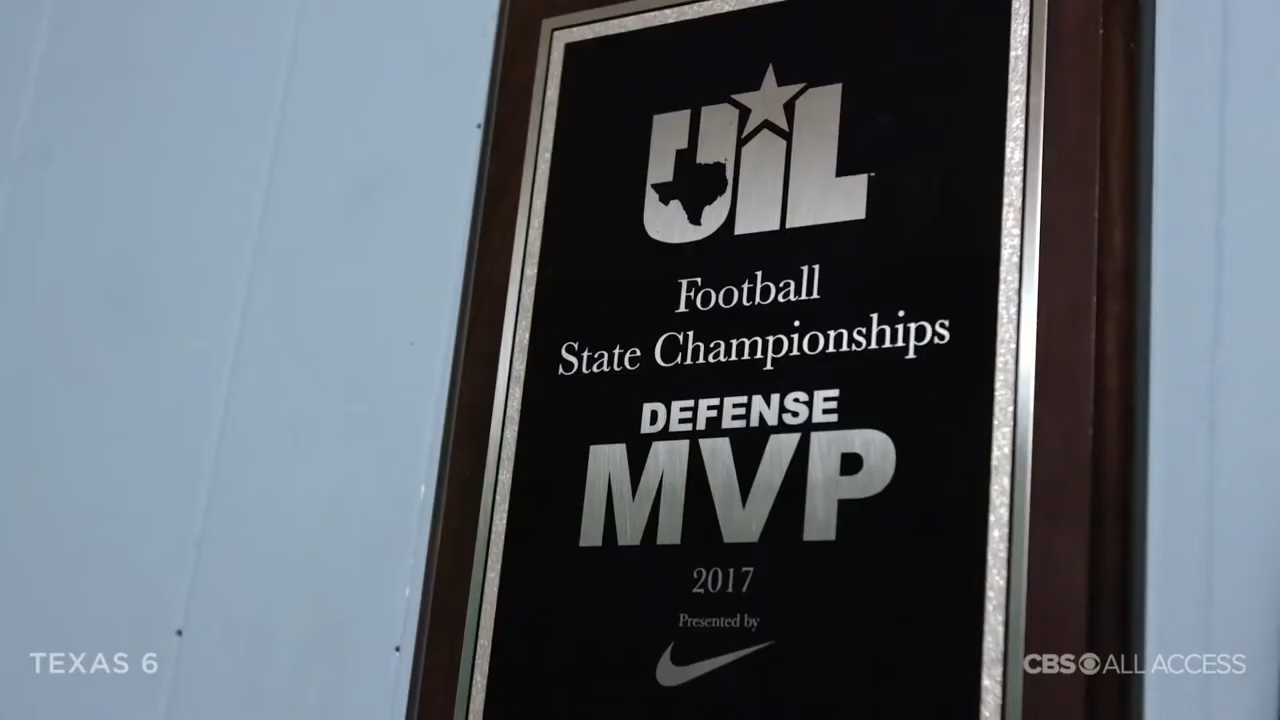 UIL
Football
State Championships
DEFENSE
MVP
2017
Presented by
TEXAS 6
CBS ALL ACCESS